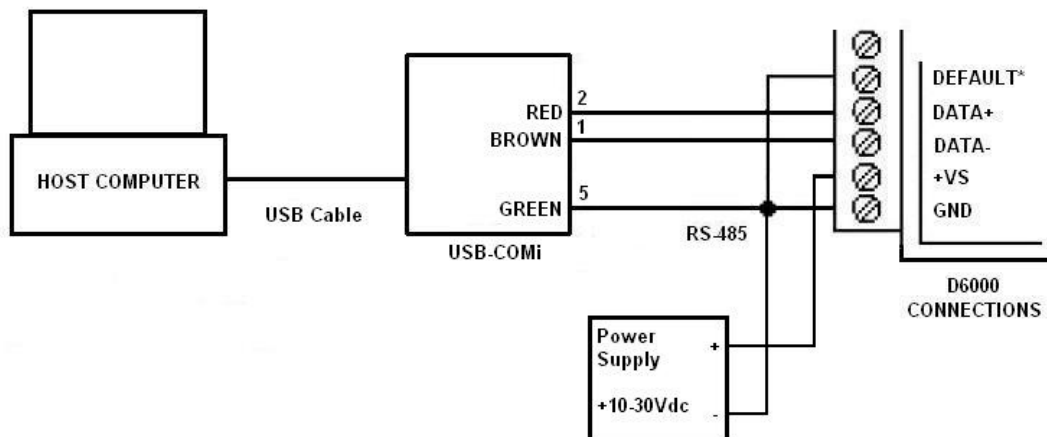 HOST COMPUTER
USB Cable
RED
2
BROWN
1
GREEN
5
USB-COMi
RS-485
DEFAULT*
DATA+
DATA-
+VS
GND
D6000
CONNECTIONS
Power
Supply
+
+10-30Vdc
-